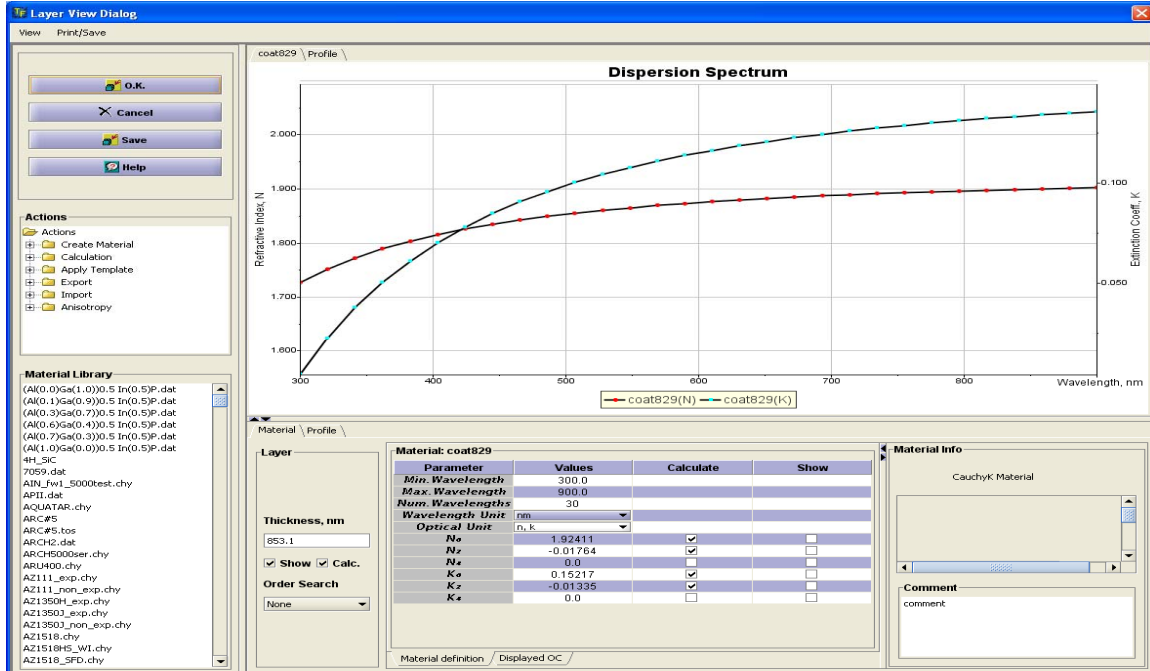 TF Layer View Dialog
View Print/Save
O.K.
Cancel
Save
Help
Actions
Actions
Create Material
Calculation
Apply Template
Export
Import
Anisotropy
Material Library
(Al(0.0)Ga(1.0))0.5 In(0.5)P.dat
(Al(0.1)Ga(0.9))0.5 In(0.5)P.dat
(Al(0.3)Ga(0.7))0.5 In(0.5)P.dat
(Al(0.6)Ga(0.4))0.5 In(0.5)P.dat
(Al(0.7)Ga(0.3))0.5 In(0.5)P.dat
(Al(1.0)Ga(0.0))0.5 In(0.5)P.dat
4H_SiC
7059.dat
AlN_fw1_5000test.chy
APII.dat
AQUATAR.chy
ARC#5
ARC#5.tos
ARCH2.dat
ARCH5000ser.chy
ARU400.chy
AZ111_exp.chy
AZ111_non_exp.chy
AZ1350H_exp.chy
AZ1350J_exp.chy
AZ1350J_non_exp.chy
AZ1518.chy
AZ1518HS_WI.chy
AZ1518_SFD.chy
coat829 Profile
Dispersion Spectrum
Refractive Index, N
2.000
1.900
1.800
1.700
1.600
Extinction Coeff., K
0.100
0.050
300 400 500 600 700 800 Wavelength, nm
coat829(N) coat829(K)
Material Profile
Layer
Thickness, nm
853.1
Show Calc.
Order Search
None
Material: coat829
Parameter Values Calculate Show
Min. Wavelength 300.0
Max. Wavelength 900.0
Num. Wavelengths 30
Wavelength Unit nm
Optical Unit n, k
N₀ 1.92411
N₂ -0.01764
N₄ 0.0
K₀ 0.15217
K₂ -0.01335
K₄ 0.0
Material definition Displayed OC
Material Info
CauchyK Material
Comment
comment